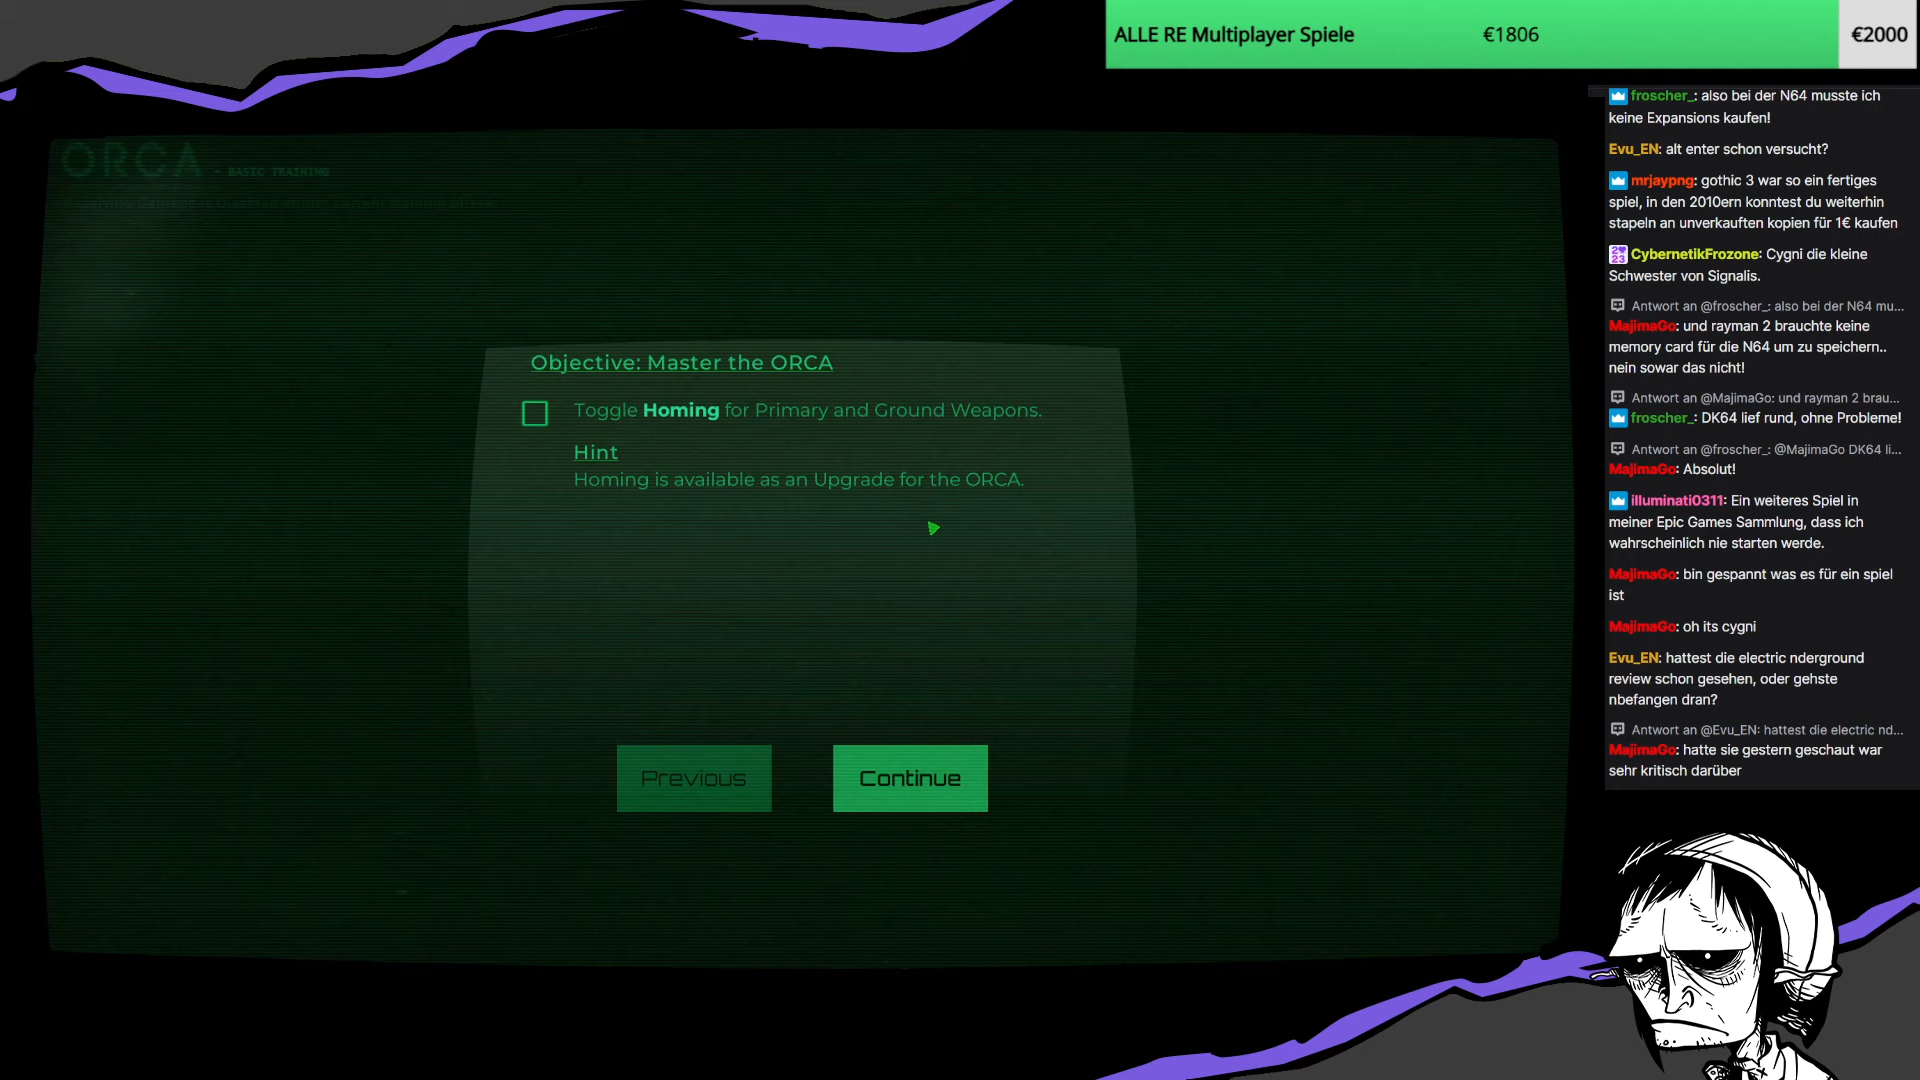 ALLE RE Multiplayer Spiele €1806 €2000
ORCA - BASIC TRAINING
Objective: Master the ORCA
Toggle Homing for Primary and Ground Weapons.
Hint
Homing is available as an Upgrade for the ORCA.
Previous
Continue
froscher_: also bei der N64 musste ich
keine Expansions kaufen!
Evu_EN: alt enter schon versucht?
mrjaypng: gothic 3 war so ein fertiges
spiel, in den 2010ern konntest du weiterhin
stapeln an unverkauften kopien für 1€ kaufen
CybernetikFrozone: Cygni die kleine
Schwester von Signalis.
Antwort an @froscher_: also bei der N64 mu...
MajimaGo: und rayman 2 brauchte keine
memory card für die N64 um zu speichern..
nein sowar das nicht!
Antwort an @MajimaGo: und rayman 2 brau...
froscher_: DK64 lief rund, ohne Probleme!
Antwort an @froscher_: @MajimaGo DK64 li...
MajimaGo: Absolut!
illuminati0311: Ein weiteres Spiel in
meiner Epic Games Sammlung, dass ich
wahrscheinlich nie starten werde.
MajimaGo: bin gespannt was es für ein spiel
ist
MajimaGo: oh its cygni
Evu_EN: hattest die electric nderground
review schon gesehen, oder gehste
nbefangen dran?
Antwort an @Evu_EN: hattest die electric nd...
MajimaGo: hatte sie gestern geschaut war
sehr kritisch darüber